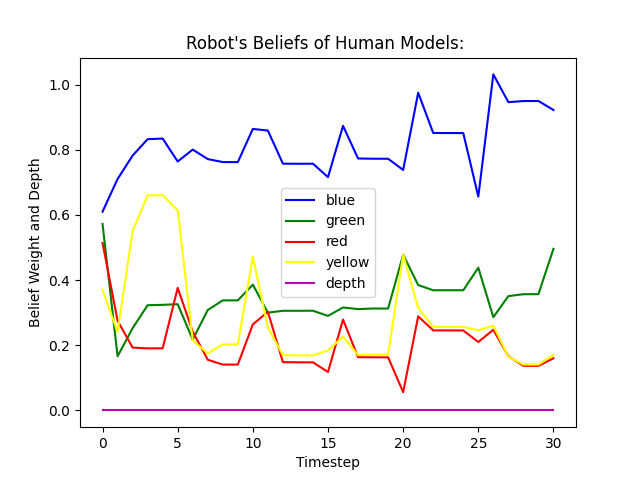 Robot's Beliefs of Human Models:
Belief Weight and Depth
1.0
0.8
0.6
0.4
0.2
0.0
blue
green
red
yellow
depth
0 5 10 15 20 25 30
Timestep